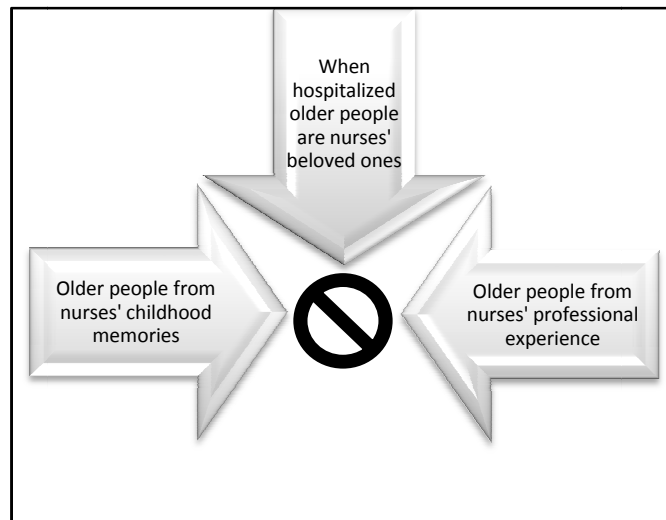 When
hospitalized
older people
are nurses'
beloved ones
Older people from
nurses' childhood
memories
Older people from
nurses' professional
experience